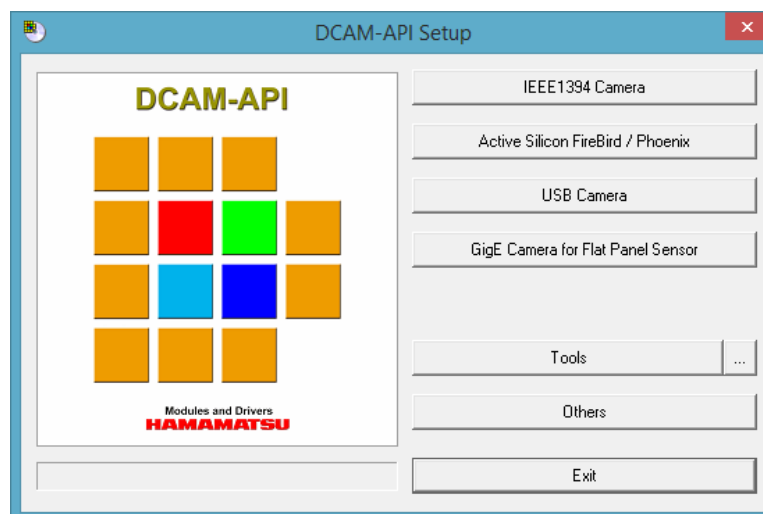 DCAM-API Setup
DCAM-API
Modules and Drivers
HAMAMATSU
IEEE1394 Camera
Active Silicon FireBird / Phoenix
USB Camera
GigE Camera for Flat Panel Sensor
Tools
...
Others
Exit